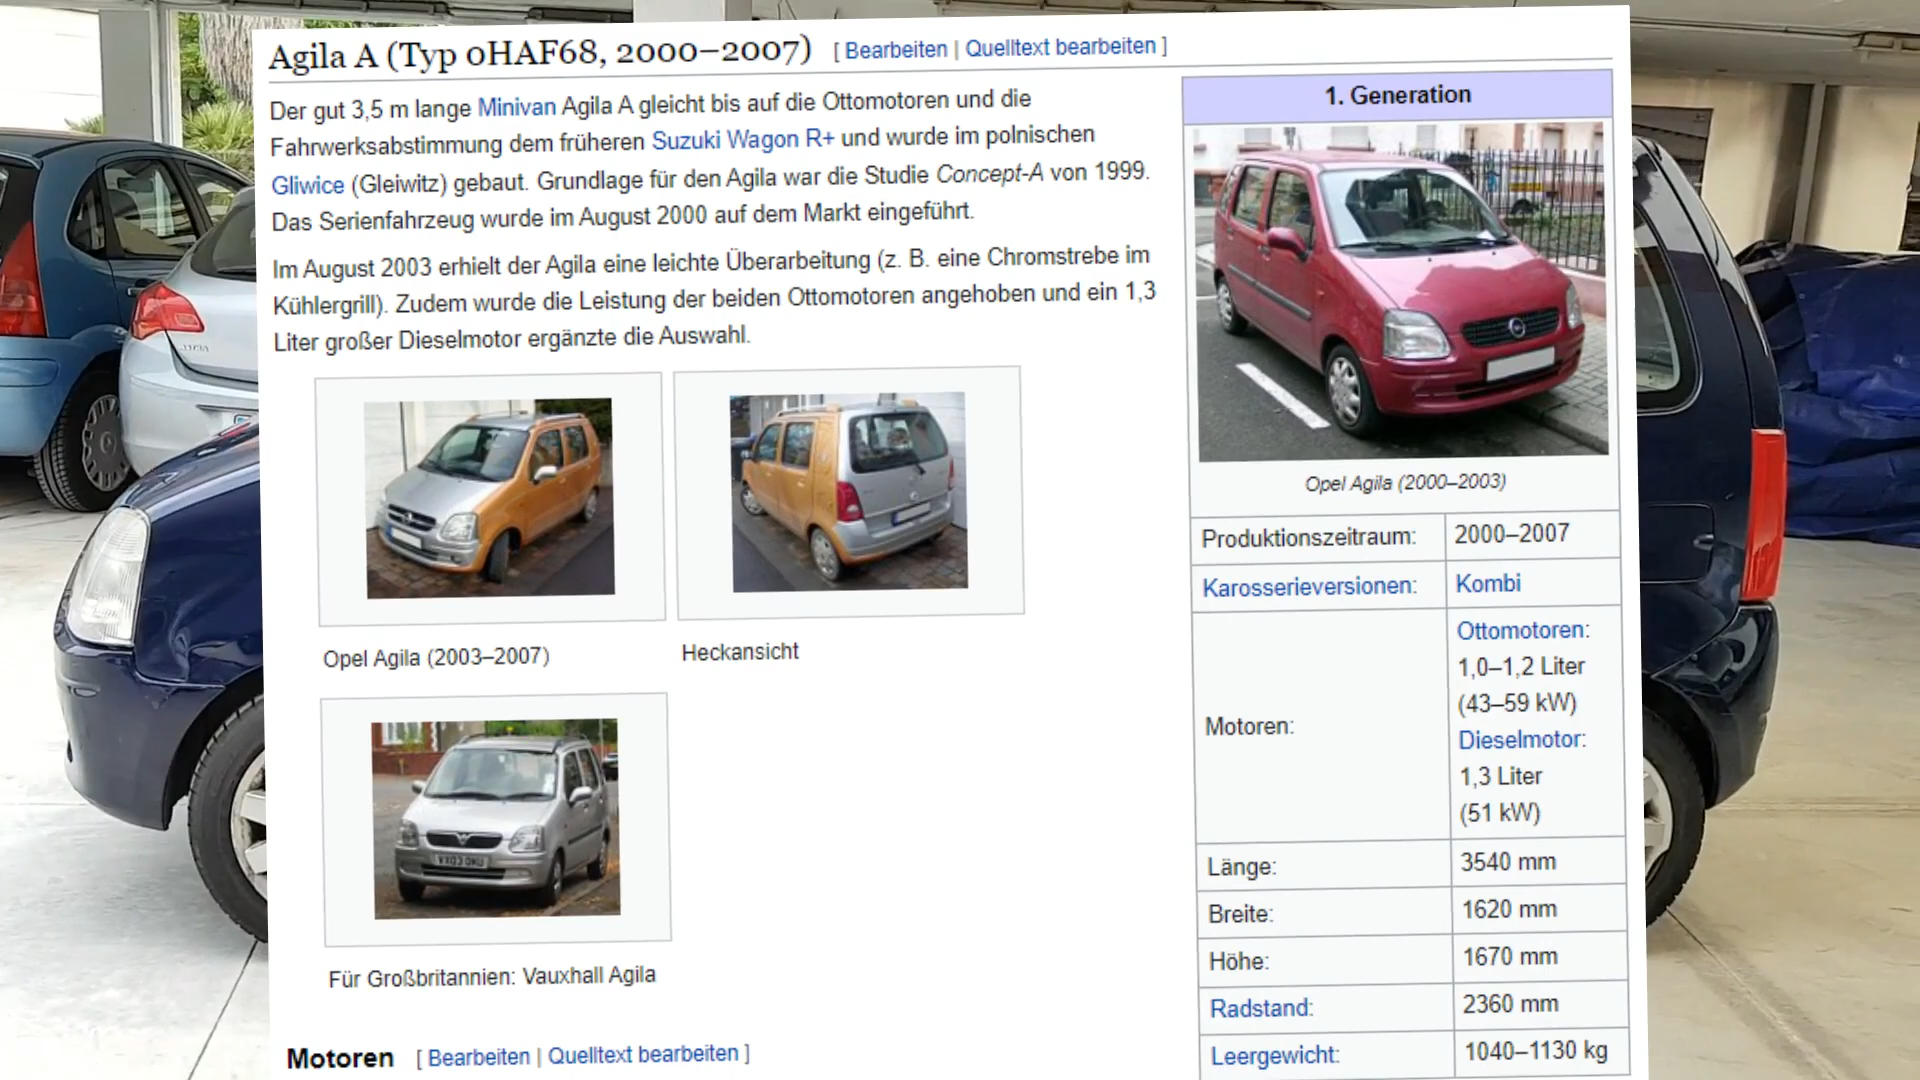 Agila A (Typ 0HAF68, 2000–2007) [ Bearbeiten | Quelltext bearbeiten ]
Der gut 3,5 m lange Minivan Agila A gleicht bis auf die Ottomotoren und die
Fahrwerksabstimmung dem früheren Suzuki Wagon R+ und wurde im polnischen
Gliwice (Gleiwitz) gebaut. Grundlage für den Agila war die Studie Concept-A von 1999.
Das Serienfahrzeug wurde im August 2000 auf dem Markt eingeführt.
Im August 2003 erhielt der Agila eine leichte Überarbeitung (z. B. eine Chromstrebe im
Kühlergrill). Zudem wurde die Leistung der beiden Ottomotoren angehoben und ein 1,3
Liter großer Dieselmotor ergänzte die Auswahl.
Opel Agila (2003–2007)
Heckansicht
Für Großbritannien: Vauxhall Agila
Motoren [ Bearbeiten | Quelltext bearbeiten ]
1. Generation
Opel Agila (2000–2003)
Produktionszeitraum: 2000–2007
Karosserieversionen: Kombi
Motoren:
Ottomotoren:
1,0–1,2 Liter
(43–59 kW)
Dieselmotor:
1,3 Liter
(51 kW)
Länge: 3540 mm
Breite: 1620 mm
Höhe: 1670 mm
Radstand: 2360 mm
Leergewicht: 1040–1130 kg